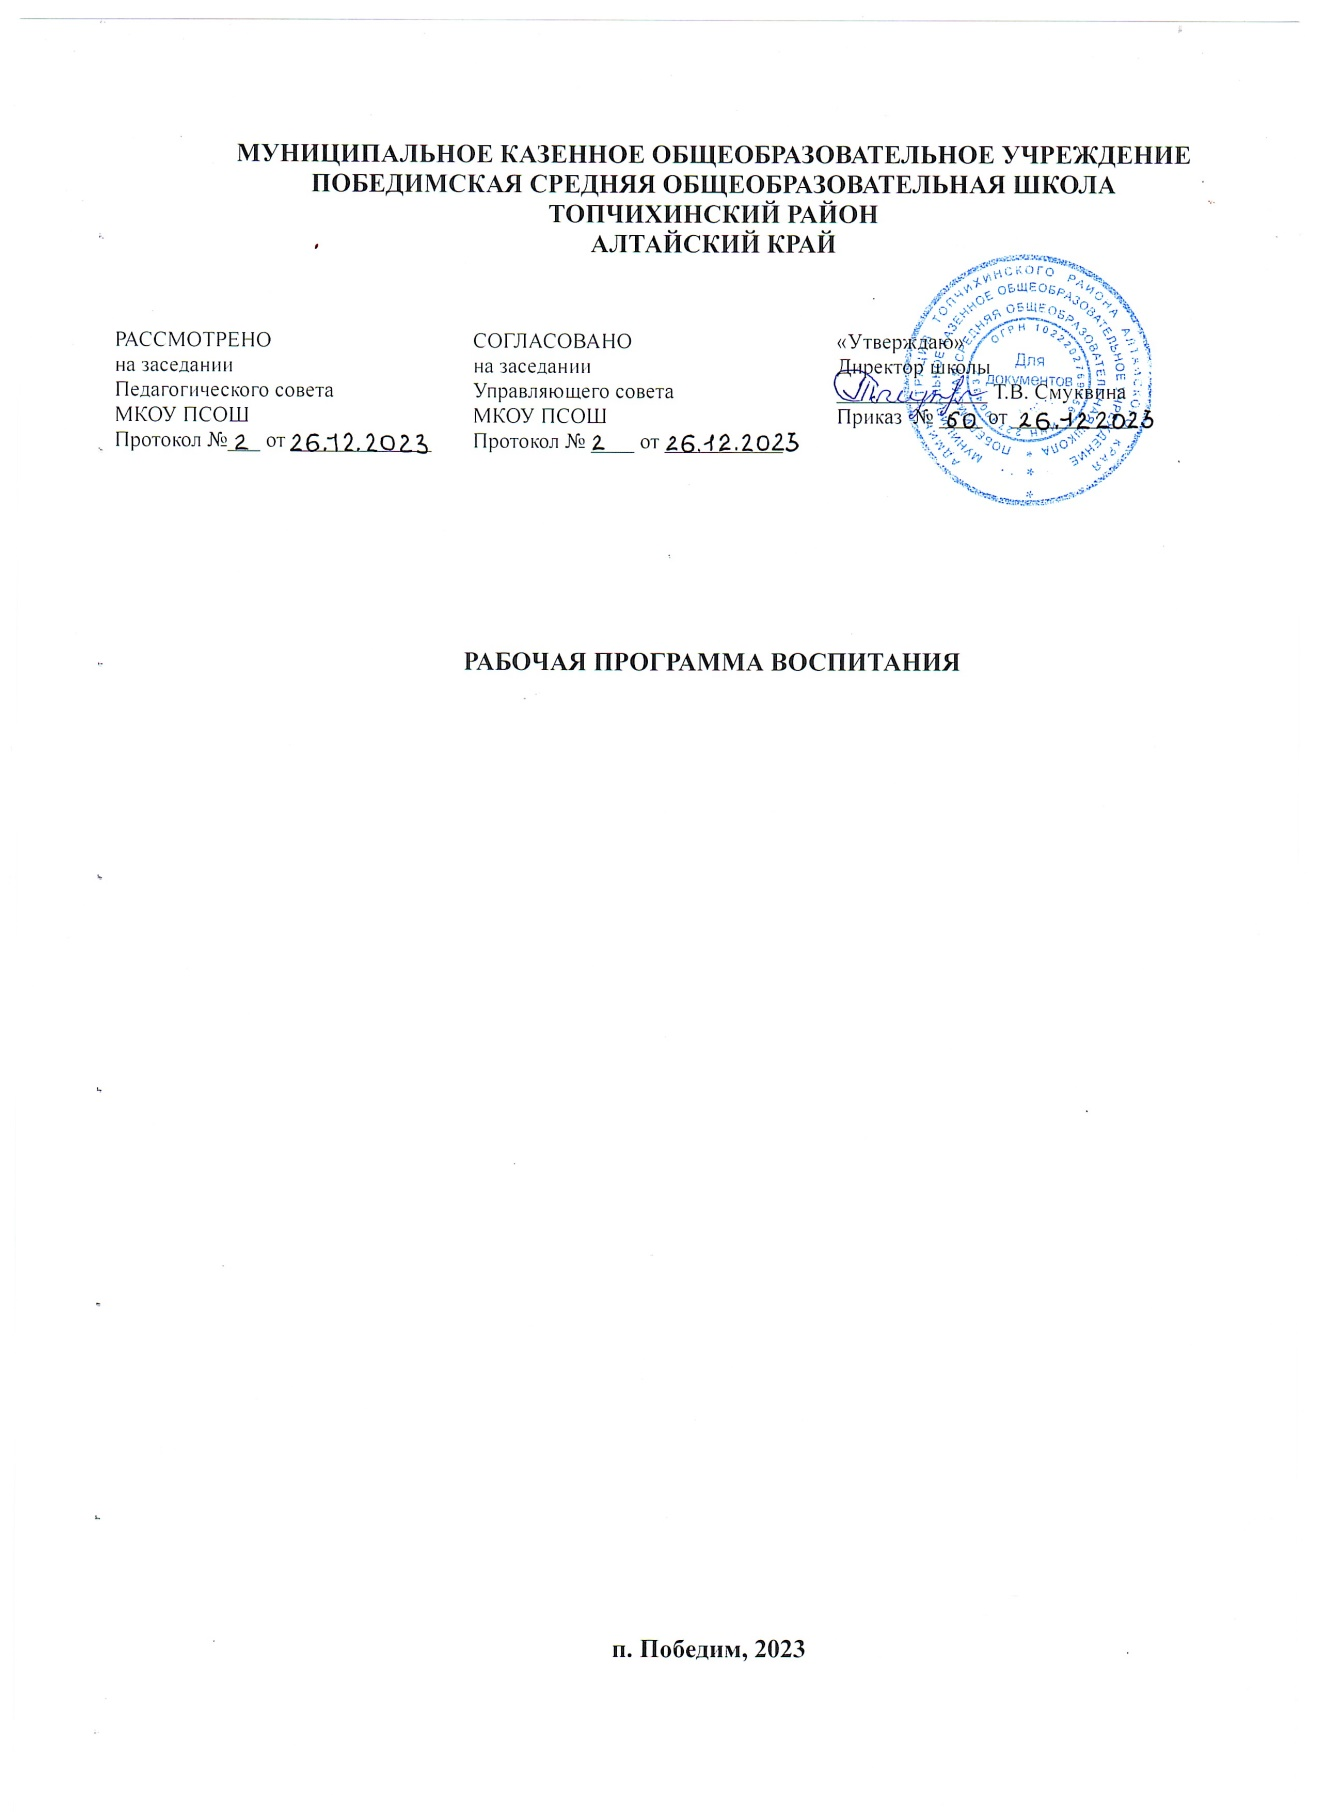 МУНИЦИПАЛЬНОЕ КАЗЕННОЕ ОБЩЕОБРАЗОВАТЕЛЬНОЕ УЧРЕЖДЕНИЕ
ПОБЕДИМСКАЯ СРЕДНЯЯ ОБЩЕОБРАЗОВАТЕЛЬНАЯ ШКОЛА
ТОПЧИХИНСКИЙ РАЙОН
АЛТАЙСКИЙ КРАЙ
РАССМОТРЕНО
на заседании
Педагогического совета
МКОУ ПСОШ
Протокол № 2 от 26.12.2023
СОГЛАСОВАНО
на заседании
Управляющего совета
МКОУ ПСОШ
Протокол № 2 от 26.12.2023
«Утверждаю»
Директор школы
Т.В. Смуквина
Приказ № 60 от 26.12.2023
Для
документов
РАБОЧАЯ ПРОГРАММА ВОСПИТАНИЯ
п. Победим, 2023